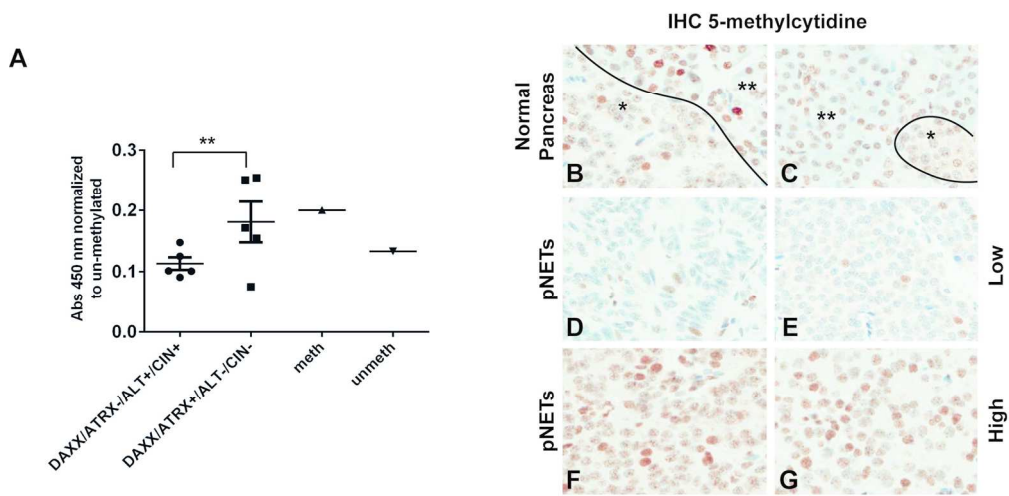 A
Abs 450 nm normalized
to un-methylated
0.3
0.2
0.1
0.0
**
DAXX/ATRX-/ALT+/CIN+
DAXX/ATRX+/ALT-/CIN-
meth
unmeth
IHC 5-methylcytidine
Normal
Pancreas
* **
B
** *
C
pNETs
D
E
Low
pNETs
F
G
High